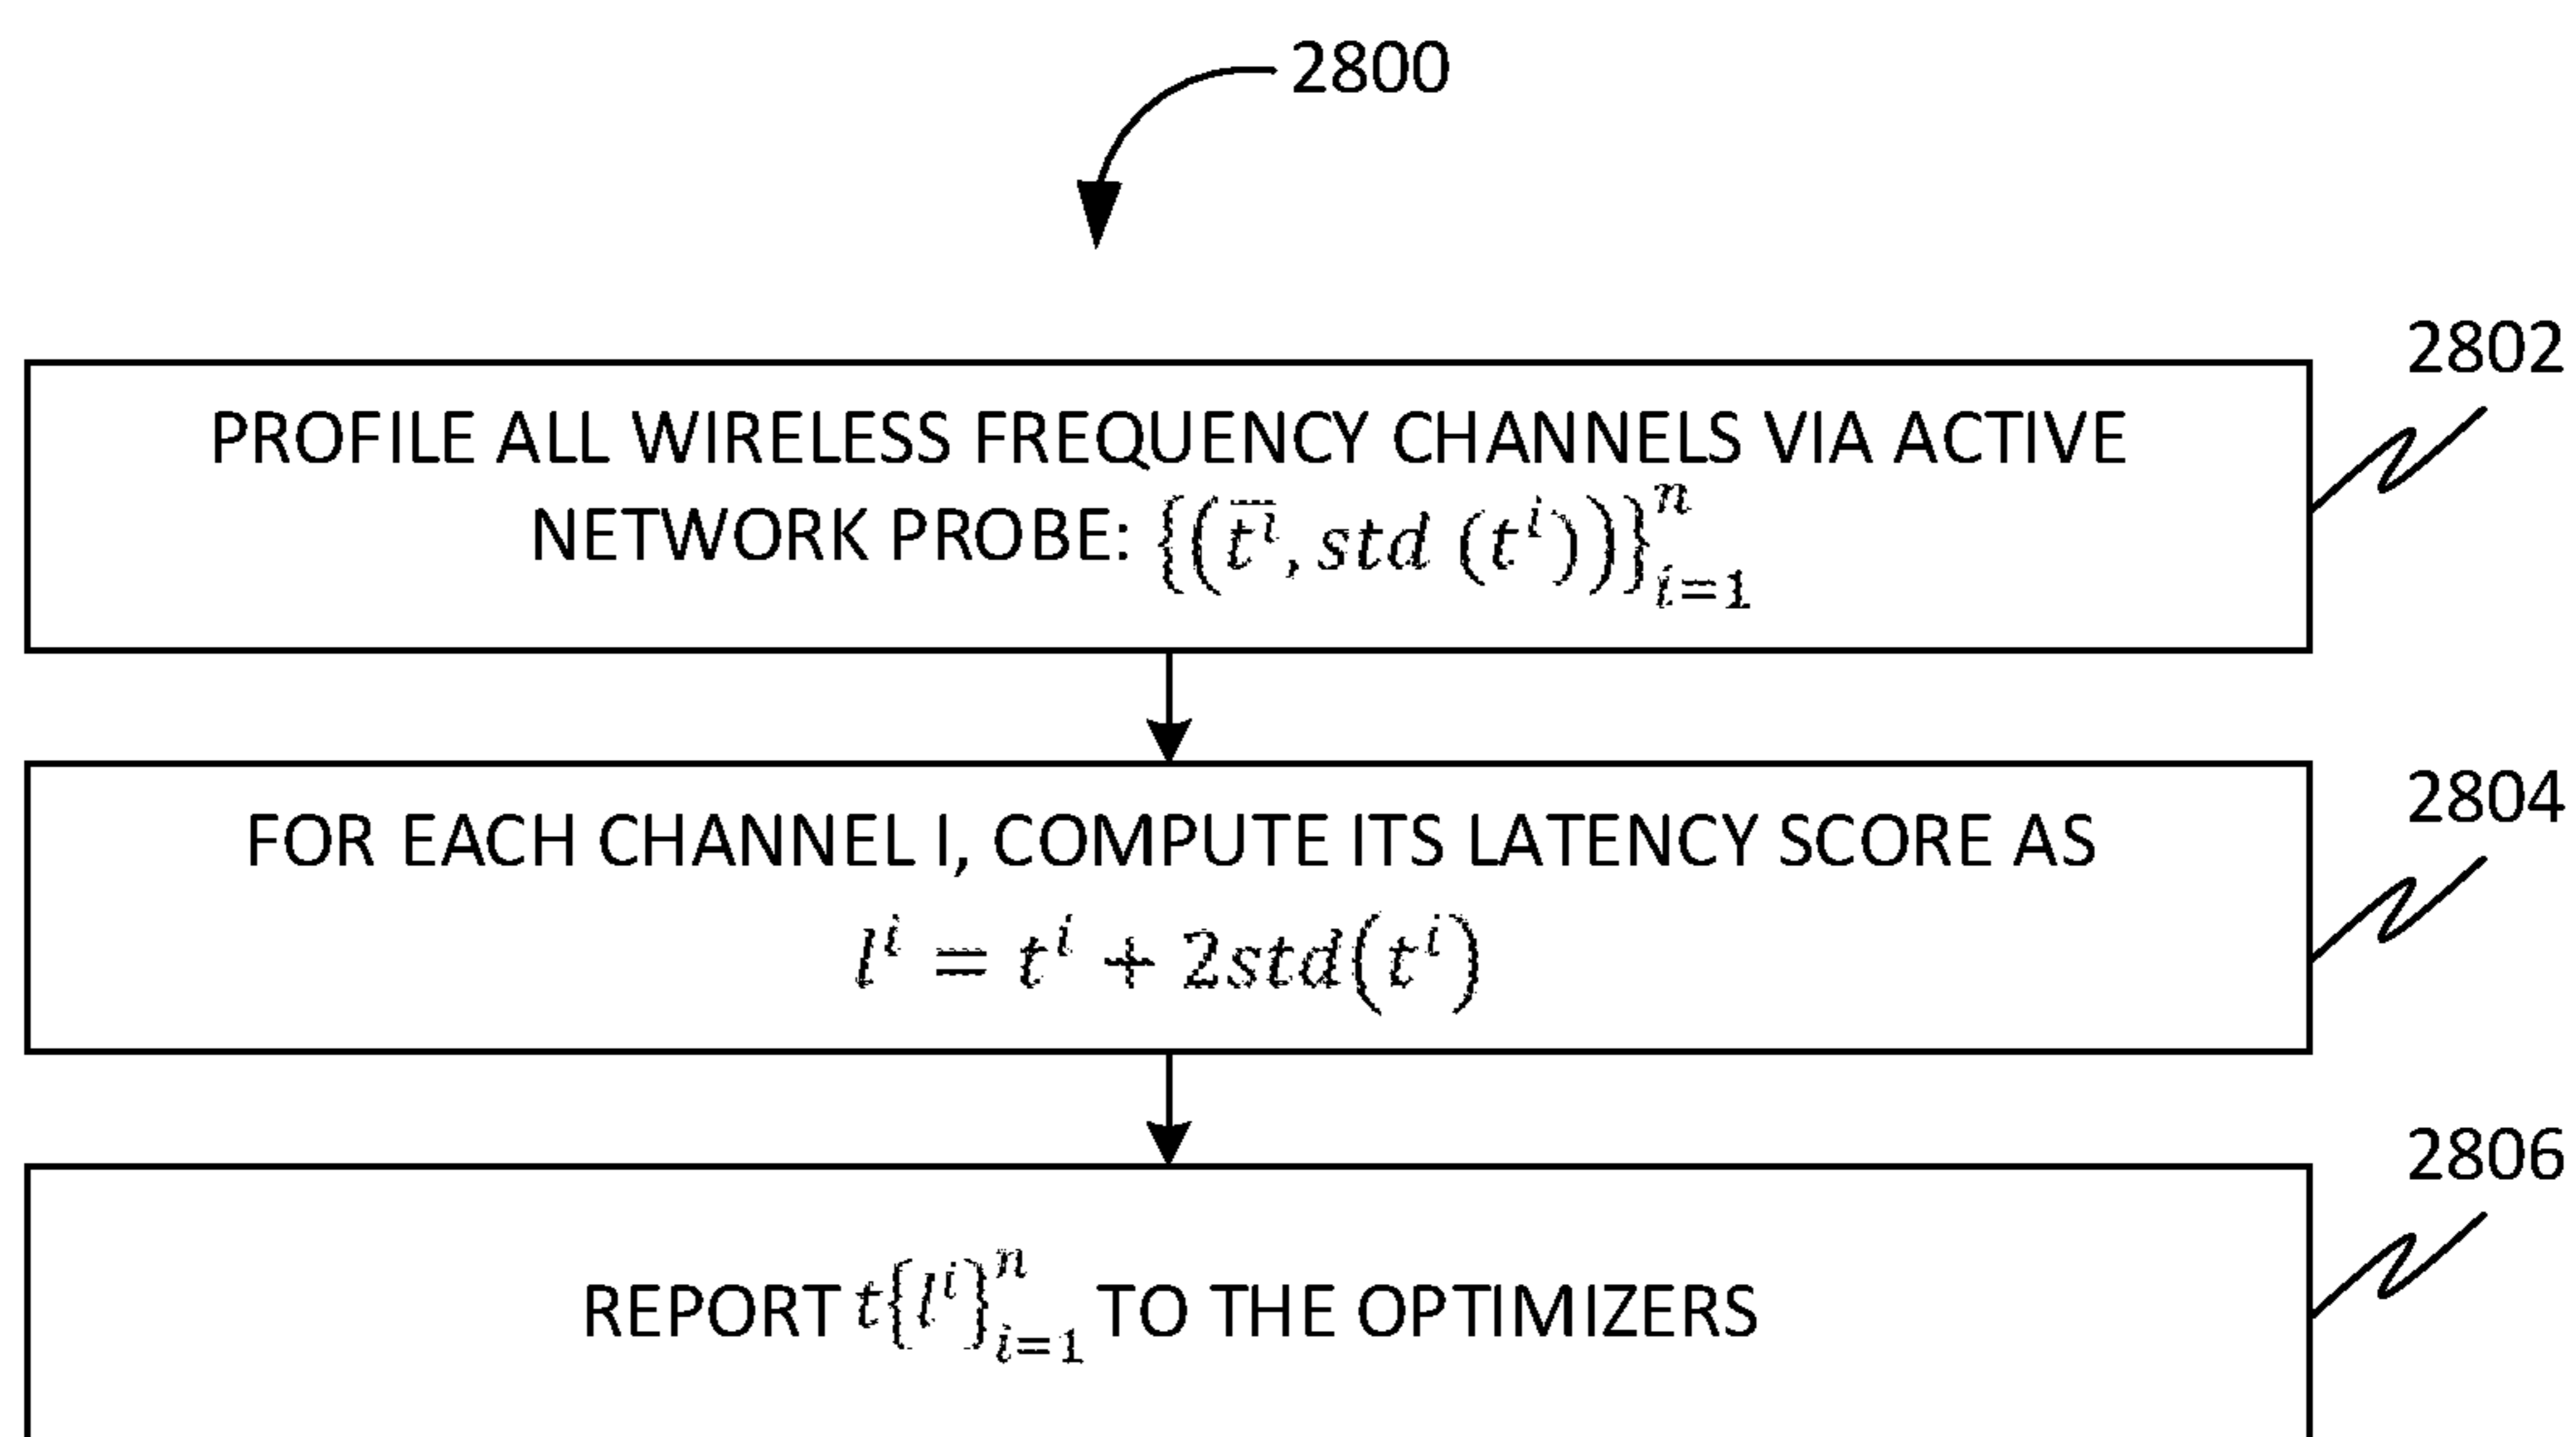 2800
2802
PROFILE ALL WIRELESS FREQUENCY CHANNELS VIA ACTIVE
NETWORK PROBE: {(t̅ⁱ, std (tⁱ))}ⁿᵢ₌₁
2804
FOR EACH CHANNEL I, COMPUTE ITS LATENCY SCORE AS
lⁱ = tⁱ + 2std(tⁱ)
2806
REPORT t{lⁱ}ⁿᵢ₌₁ TO THE OPTIMIZERS